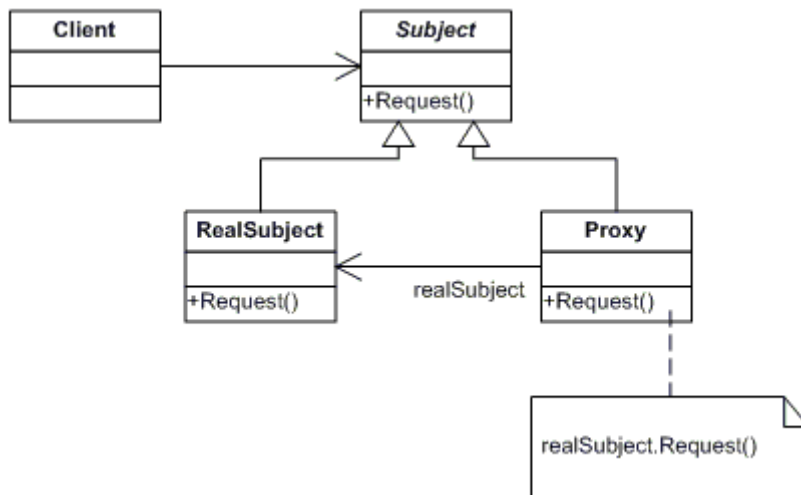 Client
Subject
+Request()
RealSubject
Proxy
realSubject
+Request()
+Request()
realSubject.Request()